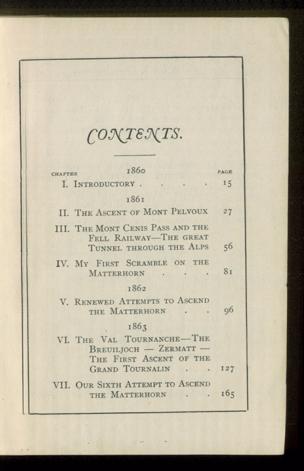 CONTENTS.
1860
CHAPTER PAGE
I. INTRODUCTORY . . . . 15
1861
II. THE ASCENT OF MONT PELVOUX 27
III. THE MONT CENIS PASS AND THE
FELL RAILWAY—THE GREAT
TUNNEL THROUGH THE ALPS 56
IV. MY FIRST SCRAMBLE ON THE
MATTERHORN . . . 81
1862
V. RENEWED ATTEMPTS TO ASCEND
THE MATTERHORN . . 96
1863
VI. THE VAL TOURNANCHE—THE
BREUILJOCH — ZERMATT —
THE FIRST ASCENT OF THE
GRAND TOURNALIN . . 127
VII. OUR SIXTH ATTEMPT TO ASCEND
THE MATTERHORN . . 165